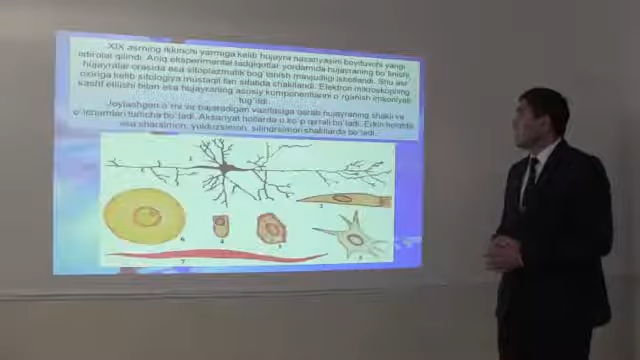 XIX asrning ikkinchi yarmiga kelib hujayra nazariyasini boyituvchi yangi
ixtirolar qilindi. Aniq eksperimental tadqiqotlar yordamida hujayraning bo'linishi
hujayralar orasida esa sitoplazmatik bog'lanish mavjudligi isbotlandi. Shu asr
oxiriga kelib sitologiya mustaqil fan sifatida shakllandi. Elektron mikroskopning
kashf etilishi bilan esa hujayraning asosiy komponentlarini o'rganish imkoniyati
tug'ildi.
Joylashgan o'rni va bajaradigan vazifasiga qarab hujayraning shakli va
o'lchamlari turlicha bo'ladi. Aksariyat hollarda u ko'p qirrali bo'ladi. Erkin holatda
esa sharsimon, yulduzsimon, silindrsimon shakllarda bo'ladi.